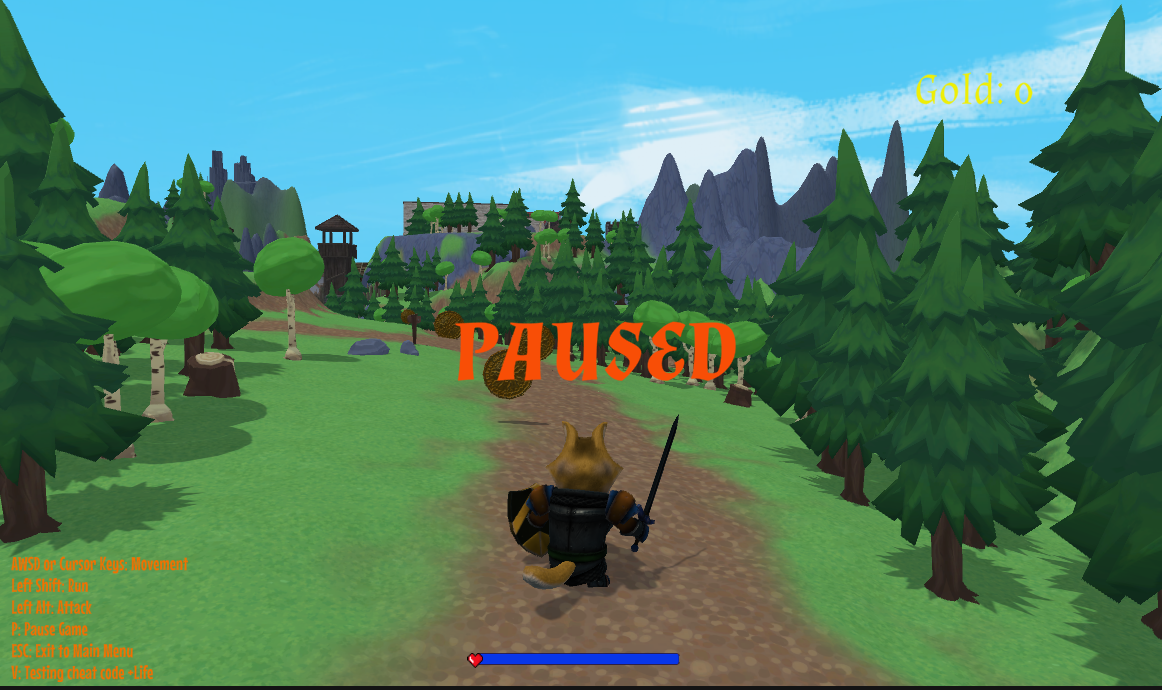 Gold: 0
PAUSED
AWSD or Cursor Keys: Movement
Left Shift: Run
Left Alt: Attack
P: Pause Game
ESC: Exit to Main Menu
V: Testing cheat code +Life